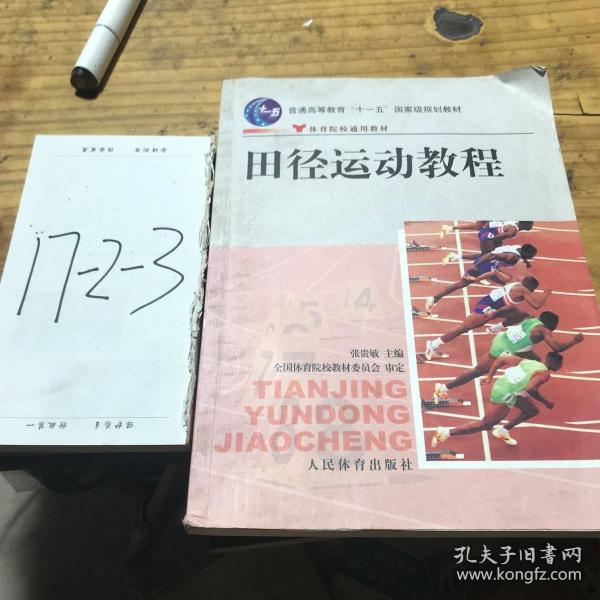 十一五
普通高等教育“十一五”国家级规划教材
体育院校通用教材
田径运动教程
17-2-3
张贵敏 主编
全国体育院校教材委员会 审定
TIANJING
YUNDONG
JIAOCHENG
人民体育出版社
孔夫子旧书网
www.kongfz.com